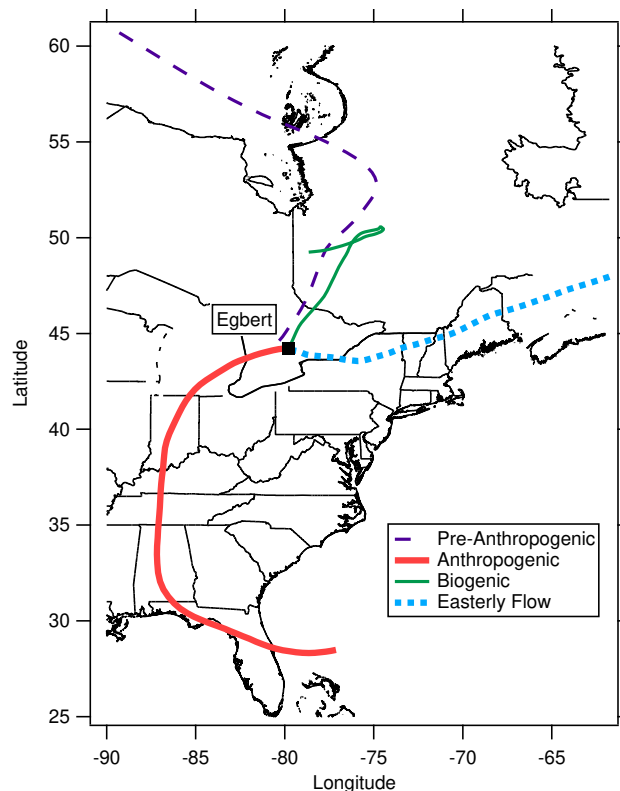 60
55
50
45
40
35
30
25
Latitude
Egbert
Pre-Anthropogenic
Anthropogenic
Biogenic
Easterly Flow
-90
-85
-80
-75
-70
-65
Longitude